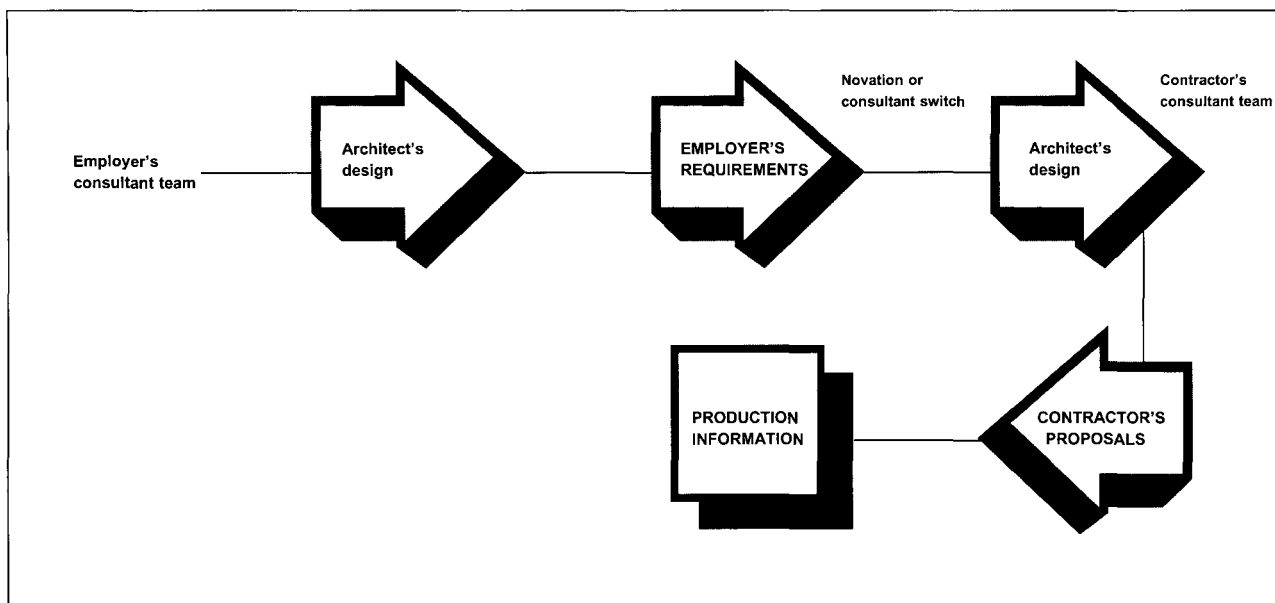 Employer's
consultant team
Architect's
design
EMPLOYER'S
REQUIREMENTS
Novation or
consultant switch
Architect's
design
Contractor's
consultant team
CONTRACTOR'S
PROPOSALS
PRODUCTION
INFORMATION